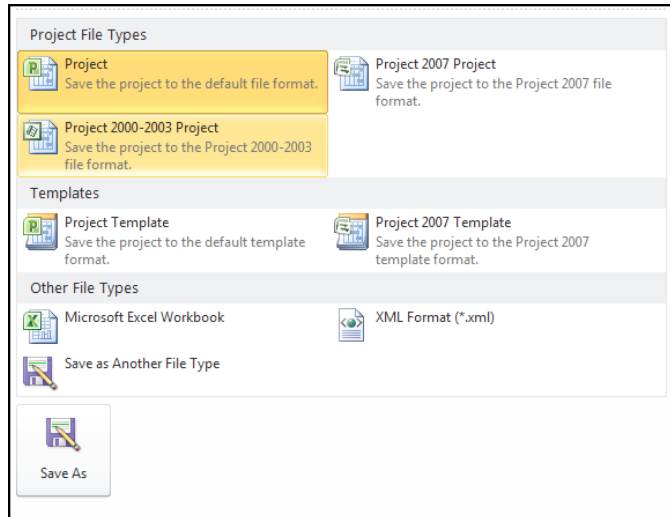 Project File Types
Project
Save the project to the default file format.
Project 2007 Project
Save the project to the Project 2007 file
format.
Project 2000-2003 Project
Save the project to the Project 2000-2003
file format.
Templates
Project Template
Save the project to the default template
format.
Project 2007 Template
Save the project to the Project 2007
template format.
Other File Types
Microsoft Excel Workbook
XML Format (*.xml)
Save as Another File Type
Save As